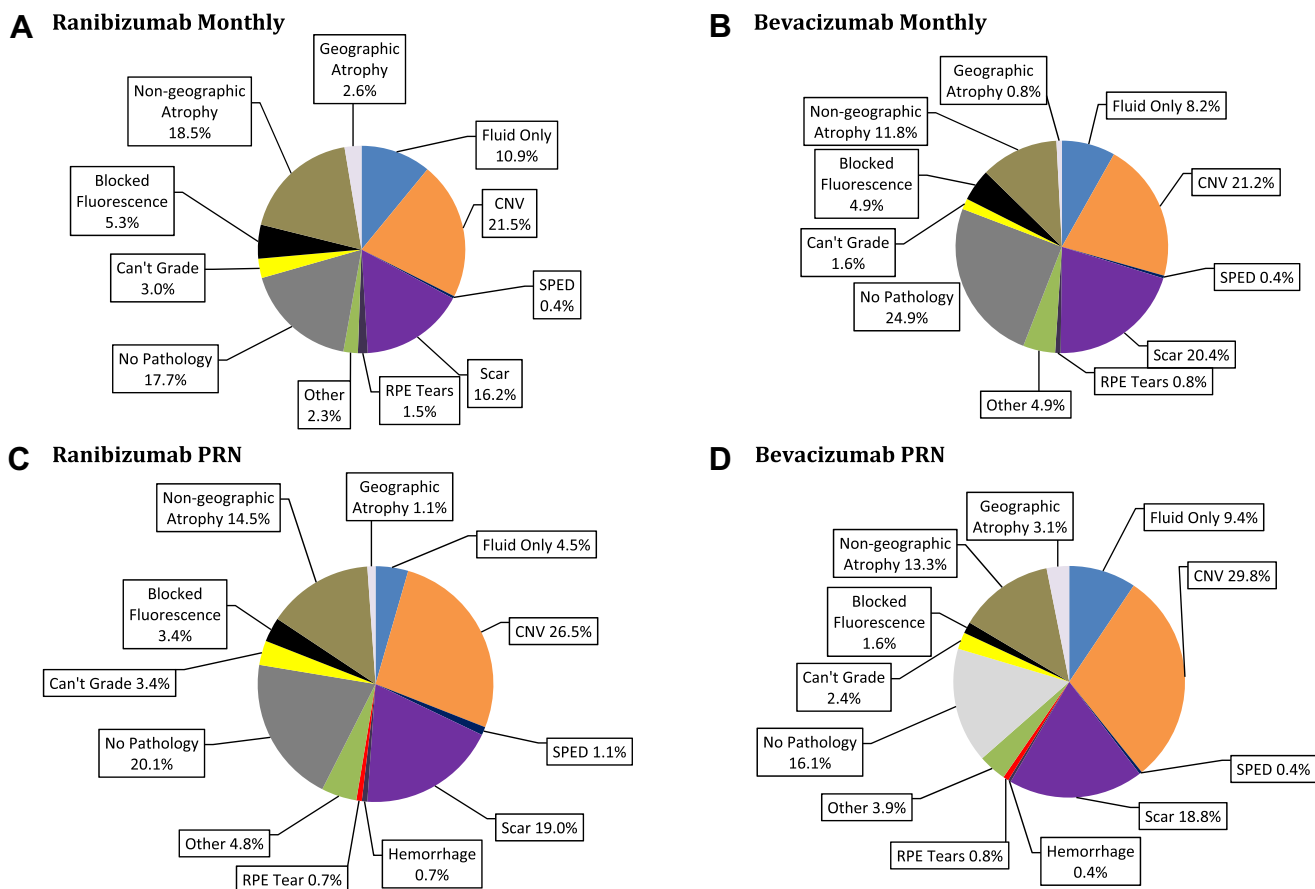 A Ranibizumab Monthly
Geographic
Atrophy
2.6%
Non-geographic
Atrophy
18.5%
Fluid Only
10.9%
Blocked
Fluorescence
5.3%
CNV
21.5%
Can't Grade
3.0%
SPED
0.4%
No Pathology
17.7%
Other
2.3%
RPE Tears
1.5%
Scar
16.2%
B Bevacizumab Monthly
Geographic
Atrophy 0.8%
Non-geographic
Atrophy 11.8%
Fluid Only 8.2%
Blocked
Fluorescence
4.9%
CNV 21.2%
Can't Grade
1.6%
SPED 0.4%
No Pathology
24.9%
Scar 20.4%
RPE Tears 0.8%
Other 4.9%
C Ranibizumab PRN
Geographic
Atrophy 1.1%
Non-geographic
Atrophy 14.5%
Fluid Only 4.5%
Blocked
Fluorescence
3.4%
CNV 26.5%
Can't Grade 3.4%
No Pathology
20.1%
SPED 1.1%
Other 4.8%
Scar 19.0%
RPE Tear 0.7%
Hemorrhage
0.7%
D Bevacizumab PRN
Geographic
Atrophy 3.1%
Fluid Only 9.4%
Non-geographic
Atrophy 13.3%
CNV 29.8%
Blocked
Fluorescence
1.6%
Can't Grade
2.4%
No Pathology
16.1%
SPED 0.4%
Other 3.9%
Scar 18.8%
RPE Tears 0.8%
Hemorrhage
0.4%